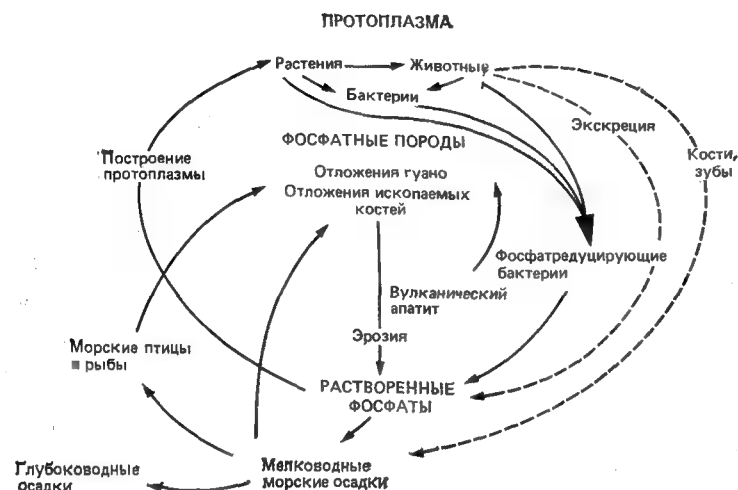 ПРОТОПЛАЗМА
Растения
Животные
Бактерии
Экскреция
ФОСФАТНЫЕ ПОРОДЫ
Кости,
зубы
Построение
протоплазмы
Отложения гуано
Отложения ископаемых
костей
Фосфатредуцирующие
бактерии
Вулканический
апатит
Эрозия
Морские птицы
рыбы
РАСТВОРЕННЫЕ
ФОСФАТЫ
Глубоководные
осадки
Мелководные
морские осадки